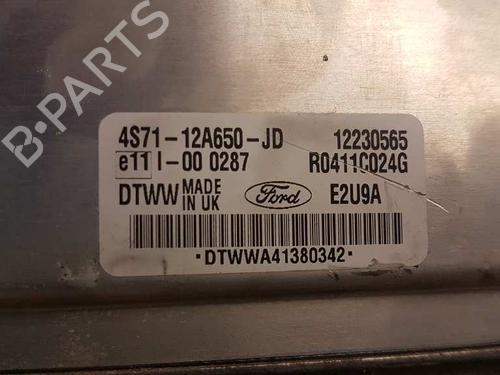 4S71-12A650-JD 12230565
e11 I-00 0287 R0411C024G
DTWW MADE IN UK Ford E2U9A
*DTWWA41380342*
B-PARTS